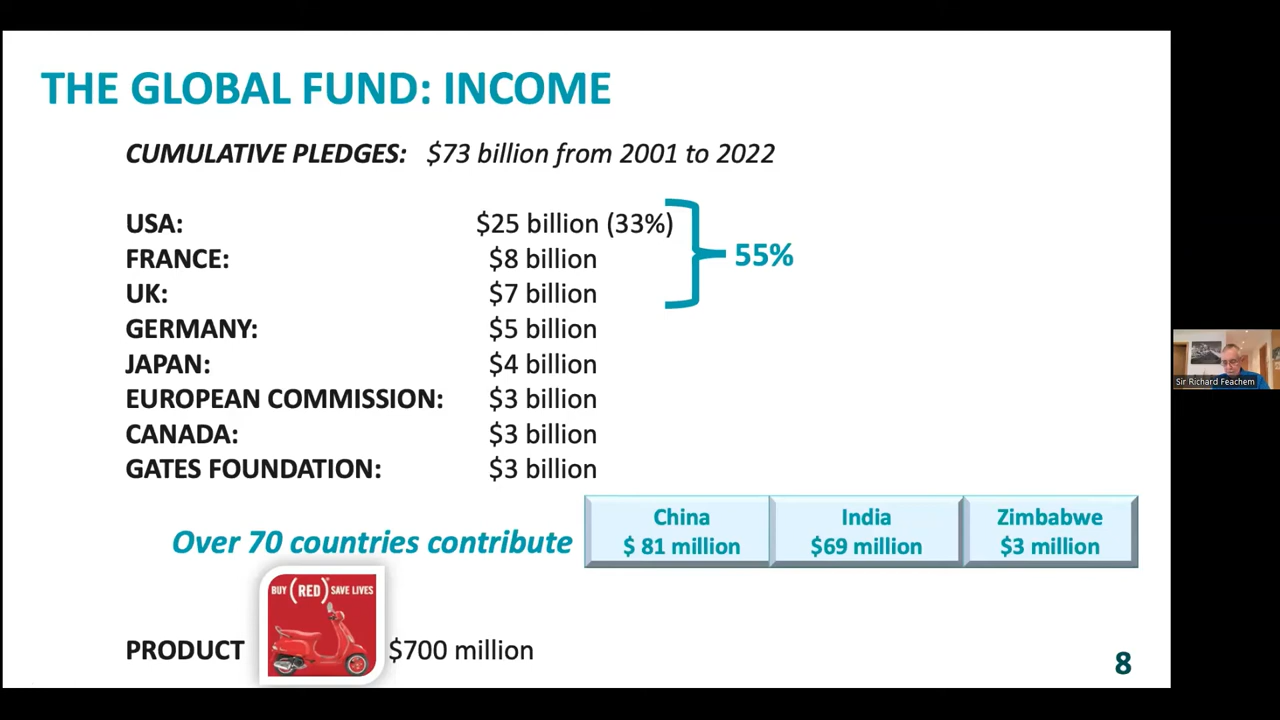 THE GLOBAL FUND: INCOME
CUMULATIVE PLEDGES: $73 billion from 2001 to 2022
USA: $25 billion (33%)
55%
FRANCE: $8 billion
UK: $7 billion
GERMANY: $5 billion
JAPAN: $4 billion
EUROPEAN COMMISSION: $3 billion
CANADA: $3 billion
GATES FOUNDATION: $3 billion
Over 70 countries contribute
China
$ 81 million
India
$69 million
Zimbabwe
$3 million
BUY (RED) SAVE LIVES
PRODUCT $700 million
8
Sir Richard Feachem